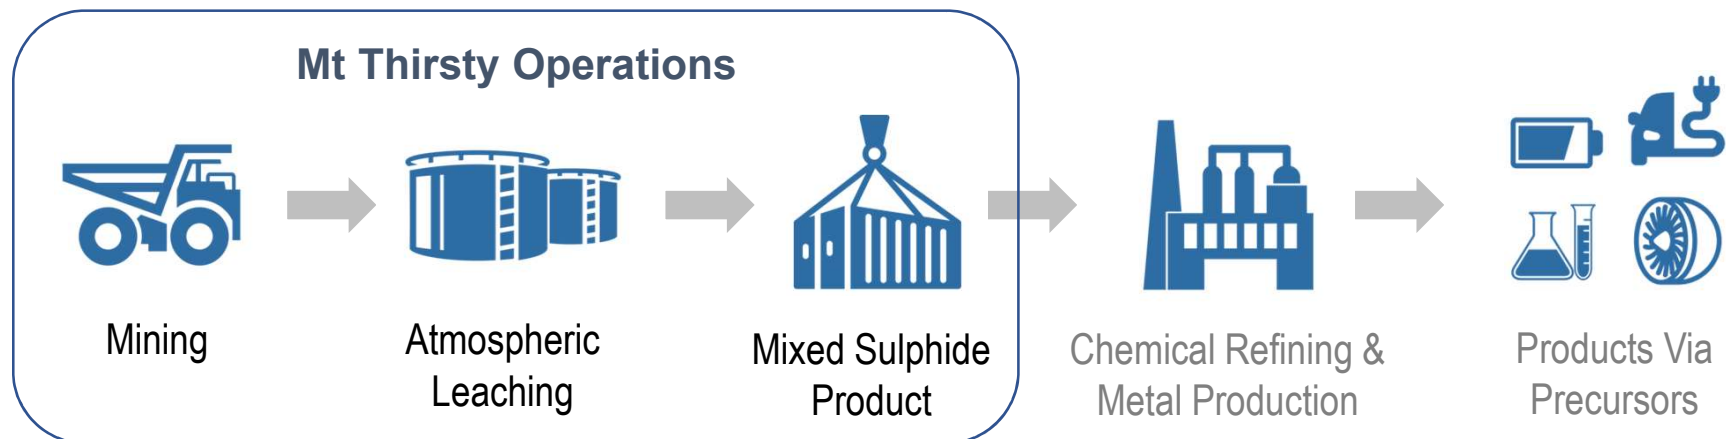 Mt Thirsty Operations
Mining
Atmospheric
Leaching
Mixed Sulphide
Product
Chemical Refining &
Metal Production
Products Via
Precursors